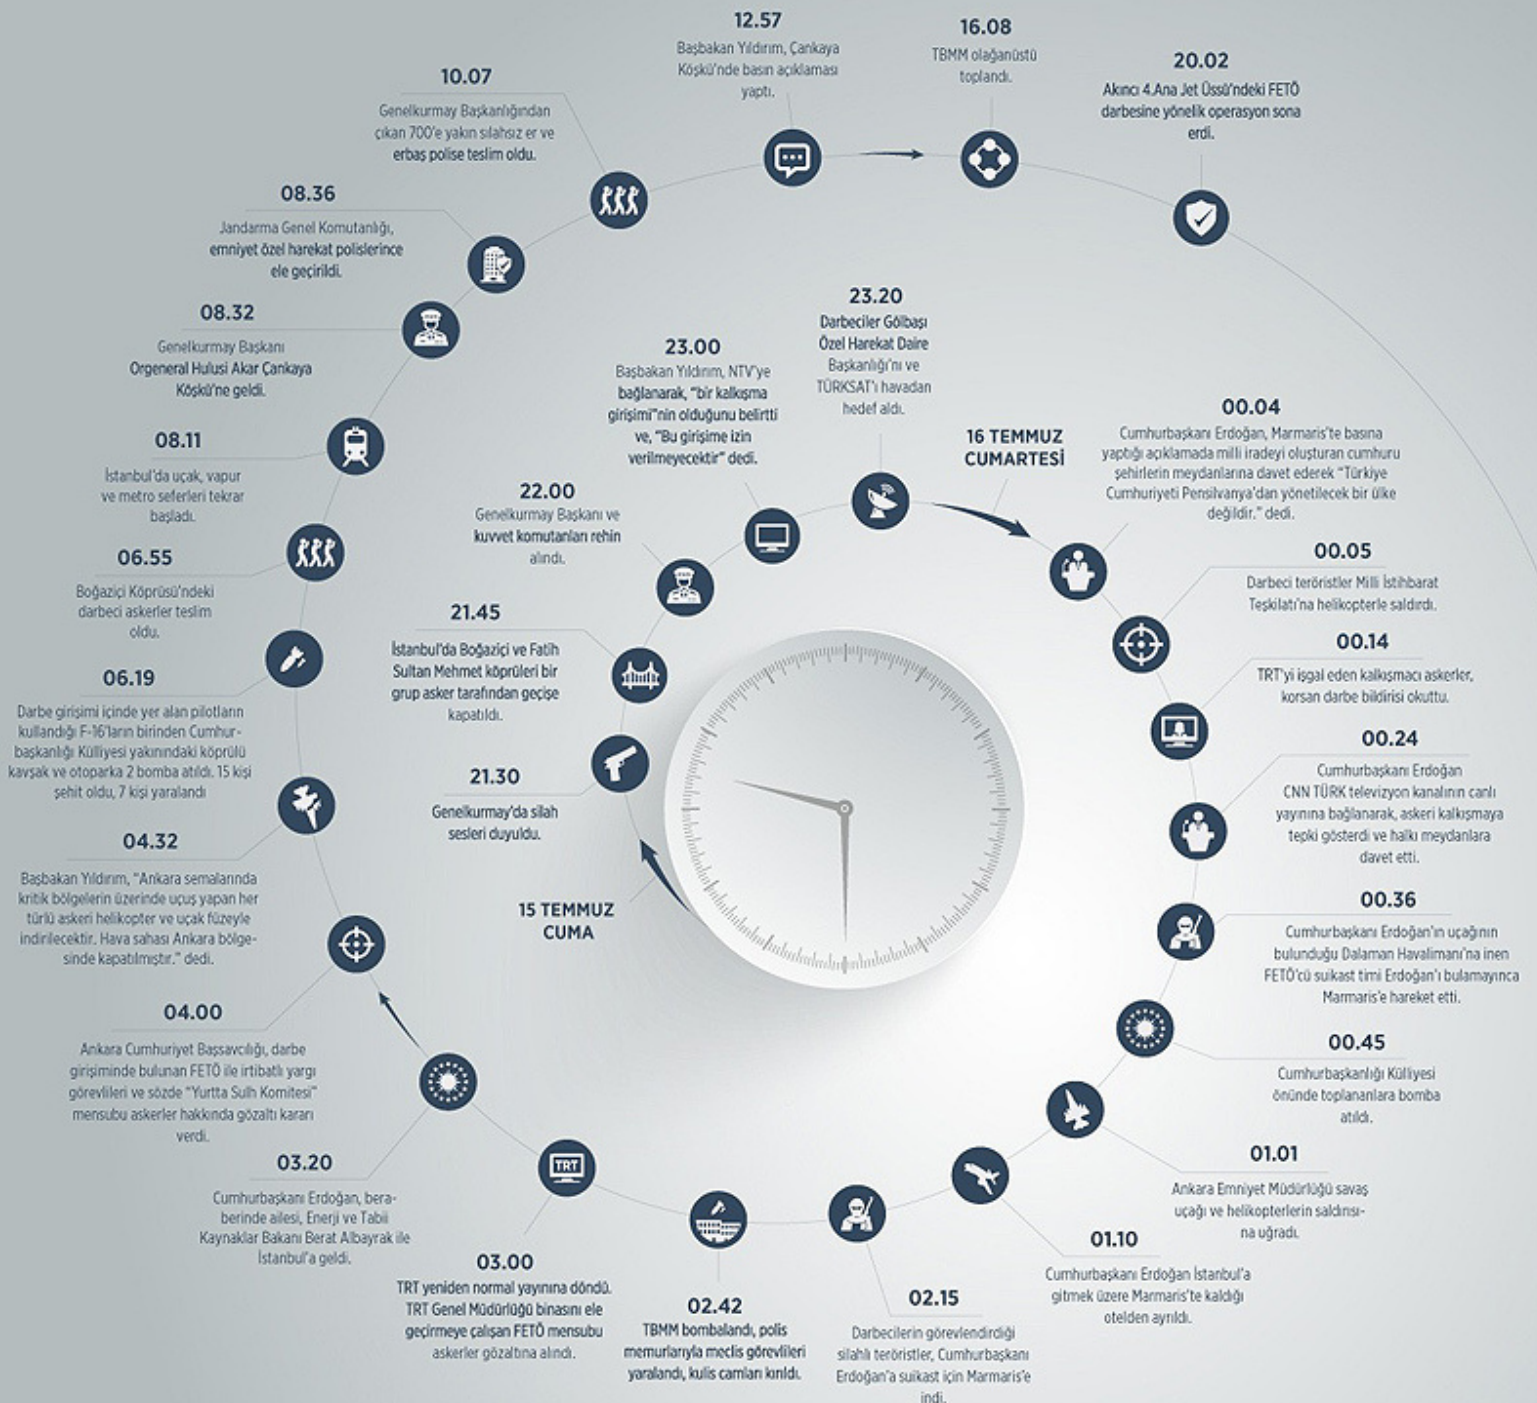 15 TEMMUZ
CUMA
21.30
Genelkurmay'da silah
sesleri duyuldu.
21.45
İstanbul'da Boğaziçi ve Fatih
Sultan Mehmet köprüleri bir
grup asker tarafından geçişe
kapatıldı.
22.00
Genelkurmay Başkanı ve
kuvvet komutanları rehin
alındı.
23.00
Başbakan Yıldırım, NTV'ye
bağlanarak, "bir kalkışma
girişimi"nin olduğunu belirtti
ve, "Bu girişime izin
verilmeyecektir" dedi.
23.20
Darbeciler Gölbaşı
Özel Harekat Daire
Başkanlığı'nı ve
TÜRKSAT'ı havadan
hedef aldı.
16 TEMMUZ
CUMARTESİ
00.04
Cumhurbaşkanı Erdoğan, Marmaris'te basına
yaptığı açıklamada milli iradeyi oluşturan cumhuru
şehirlerin meydanlarına davet ederek "Türkiye
Cumhuriyeti Pensilvanya'dan yönetilecek bir ülke
değildir." dedi.
00.05
Darbeci teröristler Milli İstihbarat
Teşkilatı'na helikopterle saldırdı.
00.14
TRT'yi işgal eden kalkışmacı askerler,
korsan darbe bildirisi okuttu.
00.24
Cumhurbaşkanı Erdoğan
CNN TÜRK televizyon kanalının canlı
yayınına bağlanarak, askeri kalkışmaya
tepki gösterdi ve halkı meydanlara
davet etti.
00.36
Cumhurbaşkanı Erdoğan'ın uçağının
bulunduğu Dalaman Havalimanı'na inen
FETÖ'cü suikast timi Erdoğan'ı bulamayınca
Marmaris'e hareket etti.
00.45
Cumhurbaşkanlığı Külliyesi
önünde toplananlara bomba
atıldı.
01.01
Ankara Emniyet Müdürlüğü savaş
uçağı ve helikopterlerin saldırısı-
na uğradı.
01.10
Cumhurbaşkanı Erdoğan İstanbul'a
gitmek üzere Marmaris'te kaldığı
otelden ayrıldı.
02.15
Darbecilerin görevlendirdiği
silahlı teröristler, Cumhurbaşkanı
Erdoğan'a suikast için Marmaris'e
indi.
02.42
TBMM bombalandı, polis
memurlarıyla meclis görevlileri
yaralandı, kulis camları kırıldı.
TRT
03.00
TRT yeniden normal yayınına döndü.
TRT Genel Müdürlüğü binasını ele
geçirmeye çalışan FETÖ mensubu
askerler gözaltına alındı.
03.20
Cumhurbaşkanı Erdoğan, bera-
berinde ailesi, Enerji ve Tabii
Kaynaklar Bakanı Berat Albayrak ile
İstanbul'a geldi.
04.00
Ankara Cumhuriyet Başsavcılığı, darbe
girişiminde bulunan FETÖ ile irtibatlı yargı
görevlileri ve sözde "Yurtta Sulh Komitesi"
mensubu askerler hakkında gözaltı kararı
verdi.
04.32
Başbakan Yıldırım, "Ankara semalarında
kritik bölgelerin üzerinde uçuş yapan her
türlü askeri helikopter ve uçak füzeyle
indirilecektir. Hava sahası Ankara bölge-
sinde kapatılmıştır." dedi.
06.19
Darbe girişimi içinde yer alan pilotların
kullandığı F-16'ların birinden Cumhur-
başkanlığı Külliyesi yakınındaki köprülü
kavşak ve otoparka 2 bomba atıldı. 15 kişi
şehit oldu, 7 kişi yaralandı
06.55
Boğaziçi Köprüsü'ndeki
darbeci askerler teslim
oldu.
08.11
İstanbul'da uçak, vapur
ve metro seferleri tekrar
başladı.
08.32
Genelkurmay Başkanı
Orgeneral Hulusi Akar Çankaya
Köşkü'ne geldi.
08.36
Jandarma Genel Komutanlığı,
emniyet özel harekat polislerince
ele geçirildi.
10.07
Genelkurmay Başkanlığından
çıkan 700'e yakın silahsız er ve
erbaş polise teslim oldu.
12.57
Başbakan Yıldırım, Çankaya
Köşkü'nde basın açıklaması
yaptı.
16.08
TBMM olağanüstü
toplandı.
20.02
Akıncı 4.Ana Jet Üssü'ndeki FETÖ
darbesine yönelik operasyon sona
erdi.